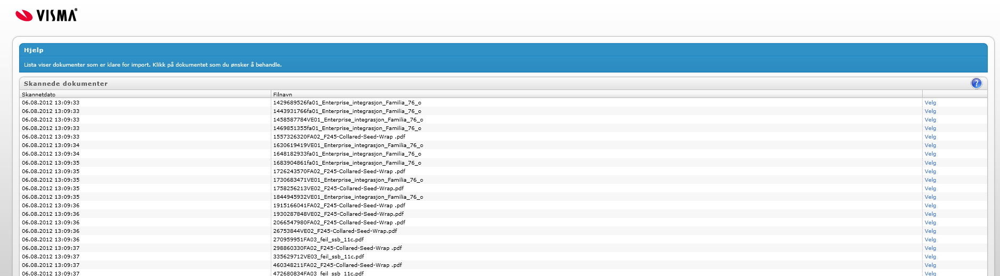 VISMA®
Hjelp
Lista viser dokumenter som er klare for import. Klikk på dokumentet som du ønsker å behandle.
Skannede dokumenter ?
Skannetdato Filnavn
06.08.2012 13:09:33 1429689526fa01_Enterprise_integrasjon_Familia_76_o Velg
06.08.2012 13:09:33 1443931766fa01_Enterprise_integrasjon_Familia_76_o Velg
06.08.2012 13:09:33 1458587784VE01_Enterprise_integrasjon_Familia_76_o Velg
06.08.2012 13:09:33 1469851355fa01_Enterprise_integrasjon_Familia_76_o Velg
06.08.2012 13:09:33 1557326320FA02_F245-Collared-Seed-Wrap .pdf Velg
06.08.2012 13:09:34 1630619419VE01_Enterprise_integrasjon_Familia_76_o Velg
06.08.2012 13:09:34 1648182933fa01_Enterprise_integrasjon_Familia_76_o Velg
06.08.2012 13:09:35 1683904861fa01_Enterprise_integrasjon_Familia_76_o Velg
06.08.2012 13:09:35 1726243570FA02_F245-Collared-Seed-Wrap .pdf Velg
06.08.2012 13:09:35 1730683471VE01_Enterprise_integrasjon_Familia_76_o Velg
06.08.2012 13:09:35 1758256213VE02_F245-Collared-Seed-Wrap.pdf Velg
06.08.2012 13:09:35 1844945932VE01_Enterprise_integrasjon_Familia_76_o Velg
06.08.2012 13:09:36 1915166041FA02_F245-Collared-Seed-Wrap .pdf Velg
06.08.2012 13:09:36 1930287848VE02_F245-Collared-Seed-Wrap.pdf Velg
06.08.2012 13:09:36 2066547980FA02_F245-Collared-Seed-Wrap .pdf Velg
06.08.2012 13:09:36 26753844VE02_F245-Collared-Seed-Wrap.pdf Velg
06.08.2012 13:09:36 270959951FA03_feil_ssb_11c.pdf Velg
06.08.2012 13:09:37 298860330FA02_F245-Collared-Seed-Wrap .pdf Velg
06.08.2012 13:09:37 335629712VE03_feil_ssb_11c.pdf Velg
06.08.2012 13:09:37 460348211FA02_F245-Collared-Seed-Wrap .pdf Velg
06.08.2012 13:09:37 472680834FA03_feil_ssb_11c.pdf Velg